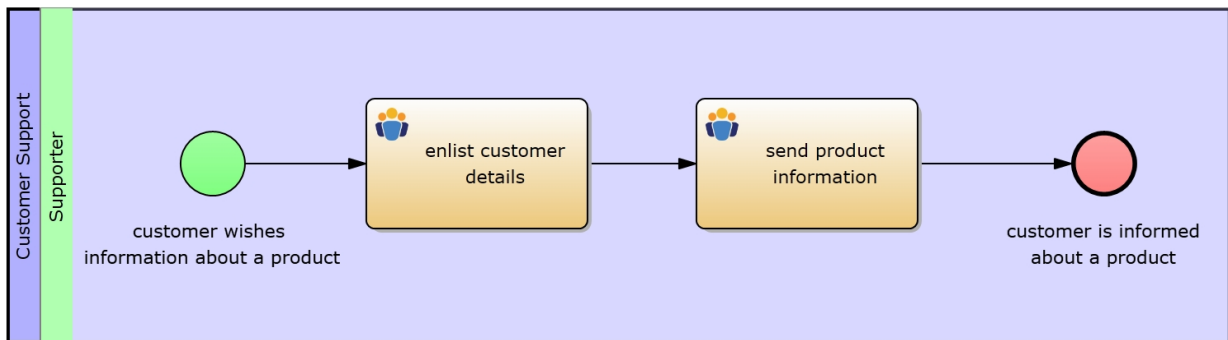 Customer Support
Supporter
customer wishes
information about a product
enlist customer
details
send product
information
customer is informed
about a product